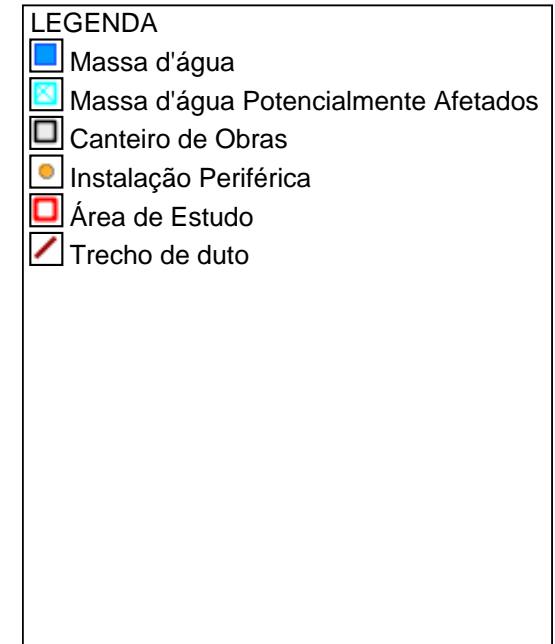 LEGENDA
Massa d'água
Massa d'água Potencialmente Afetados
Canteiro de Obras
Instalação Periférica
Área de Estudo
Trecho de duto